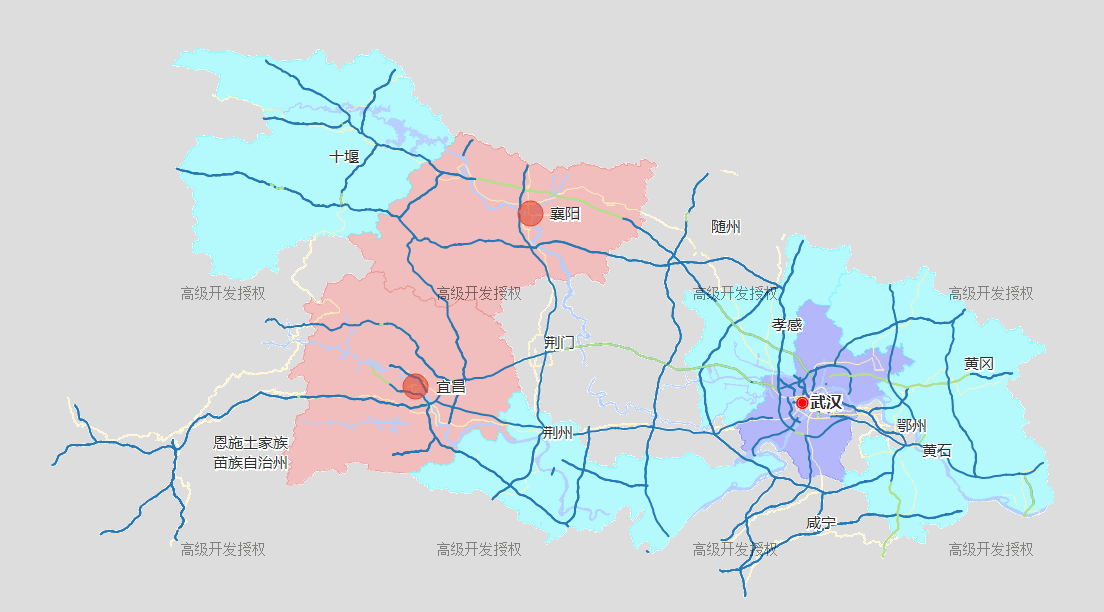 十堰
襄阳
随州
高级开发授权
高级开发授权
高级开发授权
高级开发授权
孝感
荆门
黄冈
宜昌
武汉
鄂州
荆州
恩施土家族
苗族自治州
黄石
咸宁
高级开发授权
高级开发授权
高级开发授权
高级开发授权